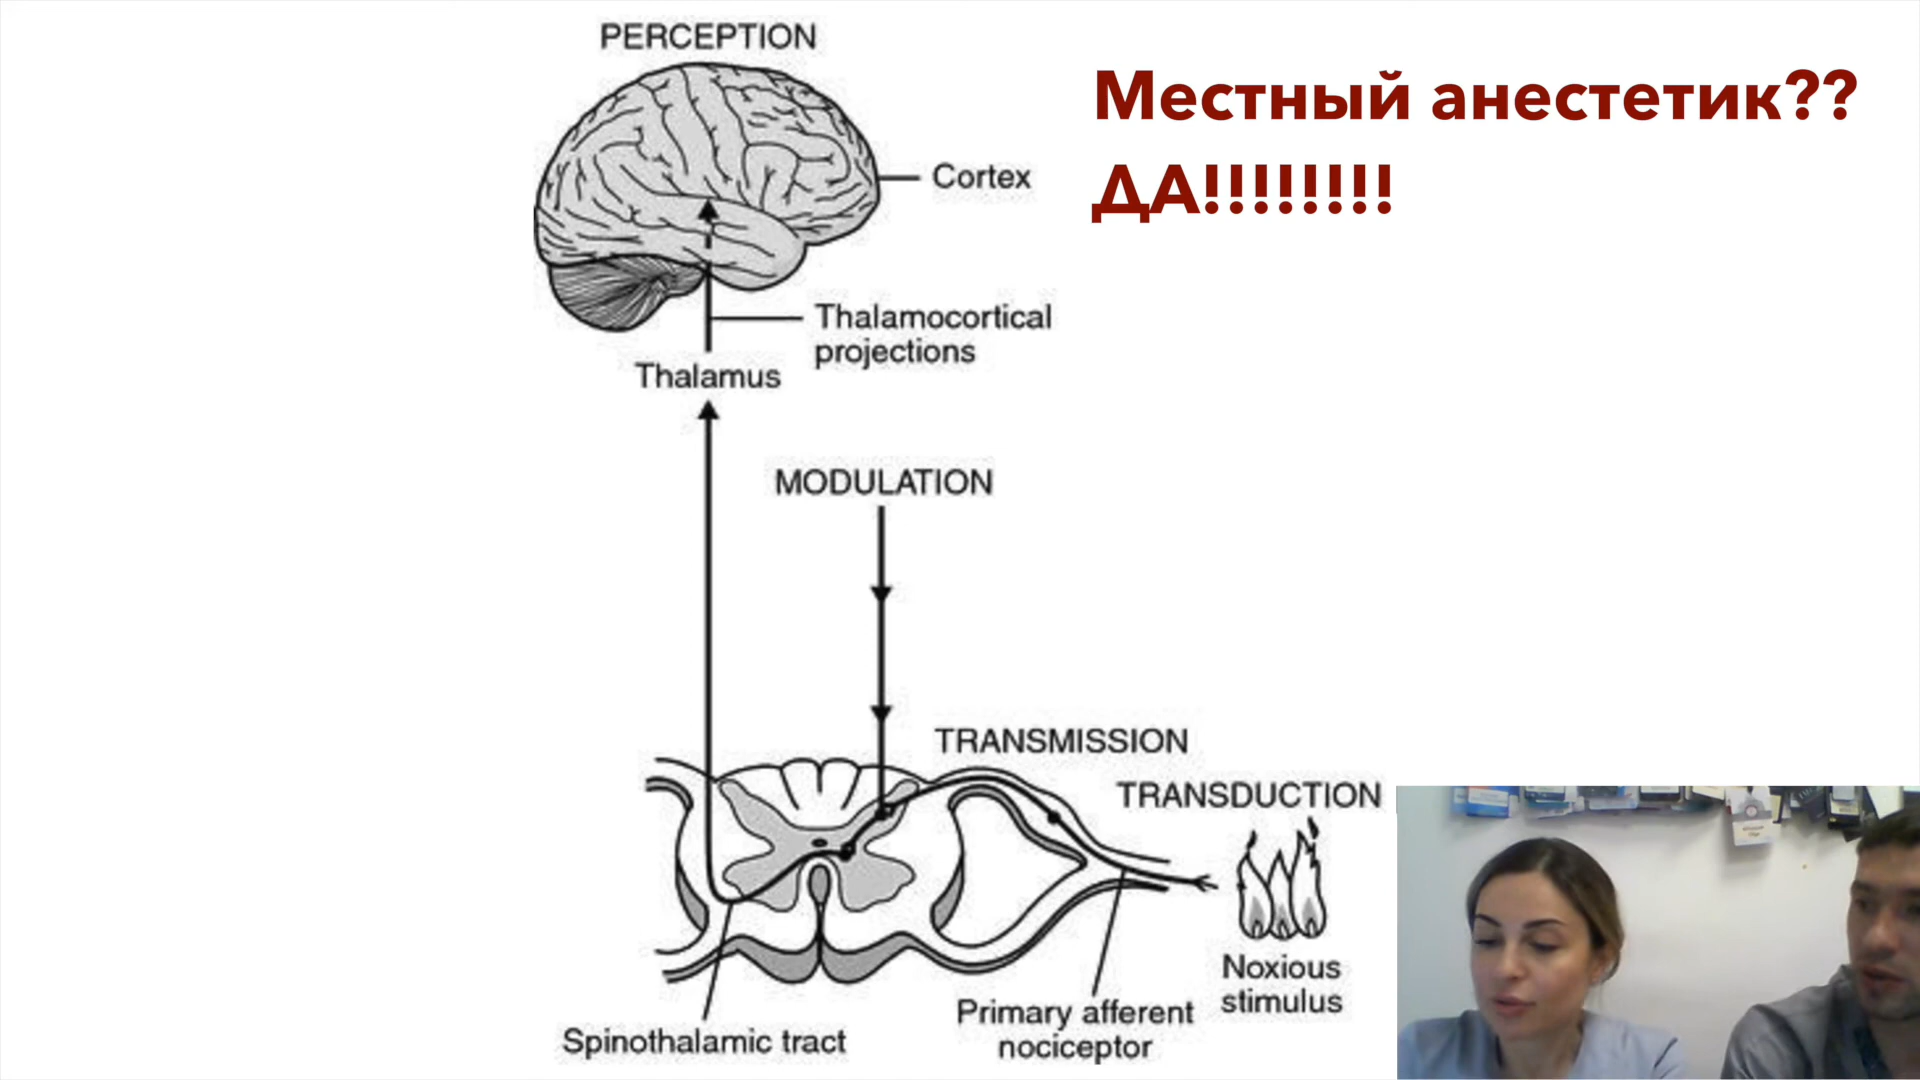 PERCEPTION
Местный анестетик??
ДА!!!!!!!!
Cortex
Thalamocortical
projections
Thalamus
MODULATION
TRANSMISSION
TRANSDUCTION
Noxious
stimulus
Primary afferent
nociceptor
Spinothalamic tract